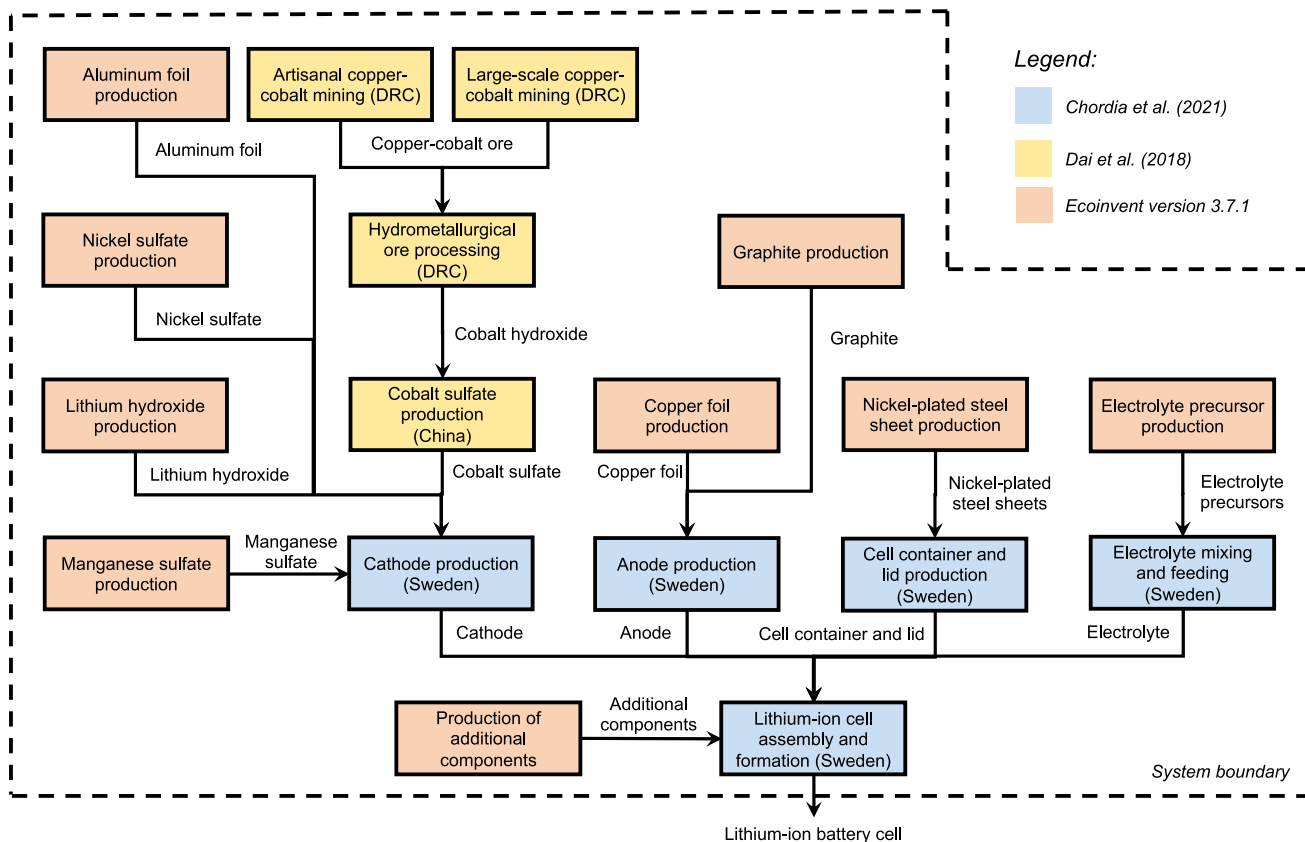 Aluminum foil
production
Artisanal copper-
cobalt mining (DRC)
Large-scale copper-
cobalt mining (DRC)
Legend:
Chordia et al. (2021)
Dai et al. (2018)
Ecoinvent version 3.7.1
Aluminum foil
Copper-cobalt ore
Nickel sulfate
production
Hydrometallurgical
ore processing
(DRC)
Graphite production
Nickel sulfate
Cobalt hydroxide
Graphite
Lithium hydroxide
production
Cobalt sulfate
production
(China)
Copper foil
production
Nickel-plated steel
sheet production
Electrolyte precursor
production
Lithium hydroxide
Cobalt sulfate
Copper foil
Nickel-plated
steel sheets
Electrolyte
precursors
Manganese sulfate
production
Manganese
sulfate
Cathode production
(Sweden)
Anode production
(Sweden)
Cell container and
lid production
(Sweden)
Electrolyte mixing
and feeding
(Sweden)
Cathode
Anode
Cell container and lid
Electrolyte
Production of
additional
components
Additional
components
Lithium-ion cell
assembly and
formation (Sweden)
System boundary
Lithium-ion battery cell